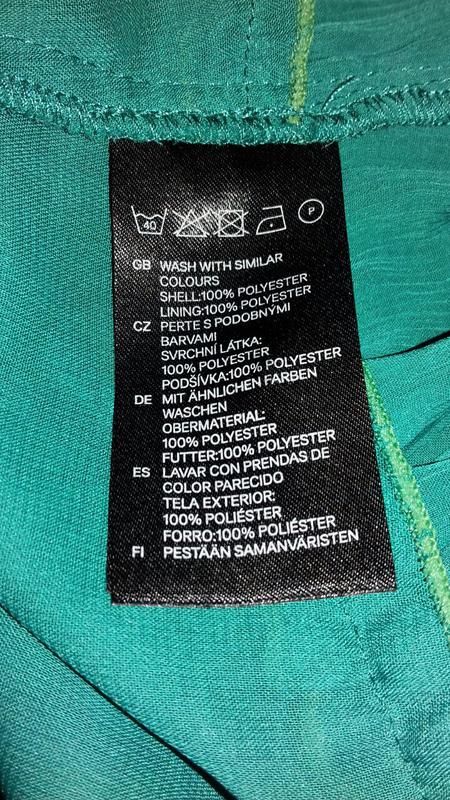 40 P
GB WASH WITH SIMILAR
COLOURS
SHELL:100% POLYESTER
LINING:100% POLYESTER
CZ PERTE S PODOBNÝMI
BARVAMI
SVRCHNÍ LÁTKA:
100% POLYESTER
PODŠÍVKA:100% POLYESTER
DE MIT ÄHNLICHEN FARBEN
WASCHEN
OBERMATERIAL:
100% POLYESTER
FUTTER:100% POLYESTER
ES LAVAR CON PRENDAS DE
COLOR PARECIDO
TELA EXTERIOR:
100% POLIÉSTER
FORRO:100% POLIÉSTER
FI PESTÄÄN SAMANVÄRISTEN